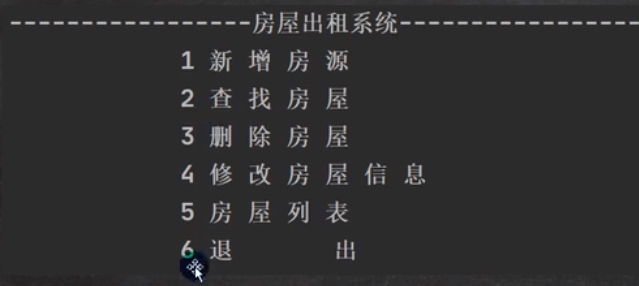 -----------------房屋出租系统-----------------
1 新 增 房 源
2 查 找 房 屋
3 删 除 房 屋
4 修 改 房 屋 信 息
5 房 屋 列 表
6 退 出